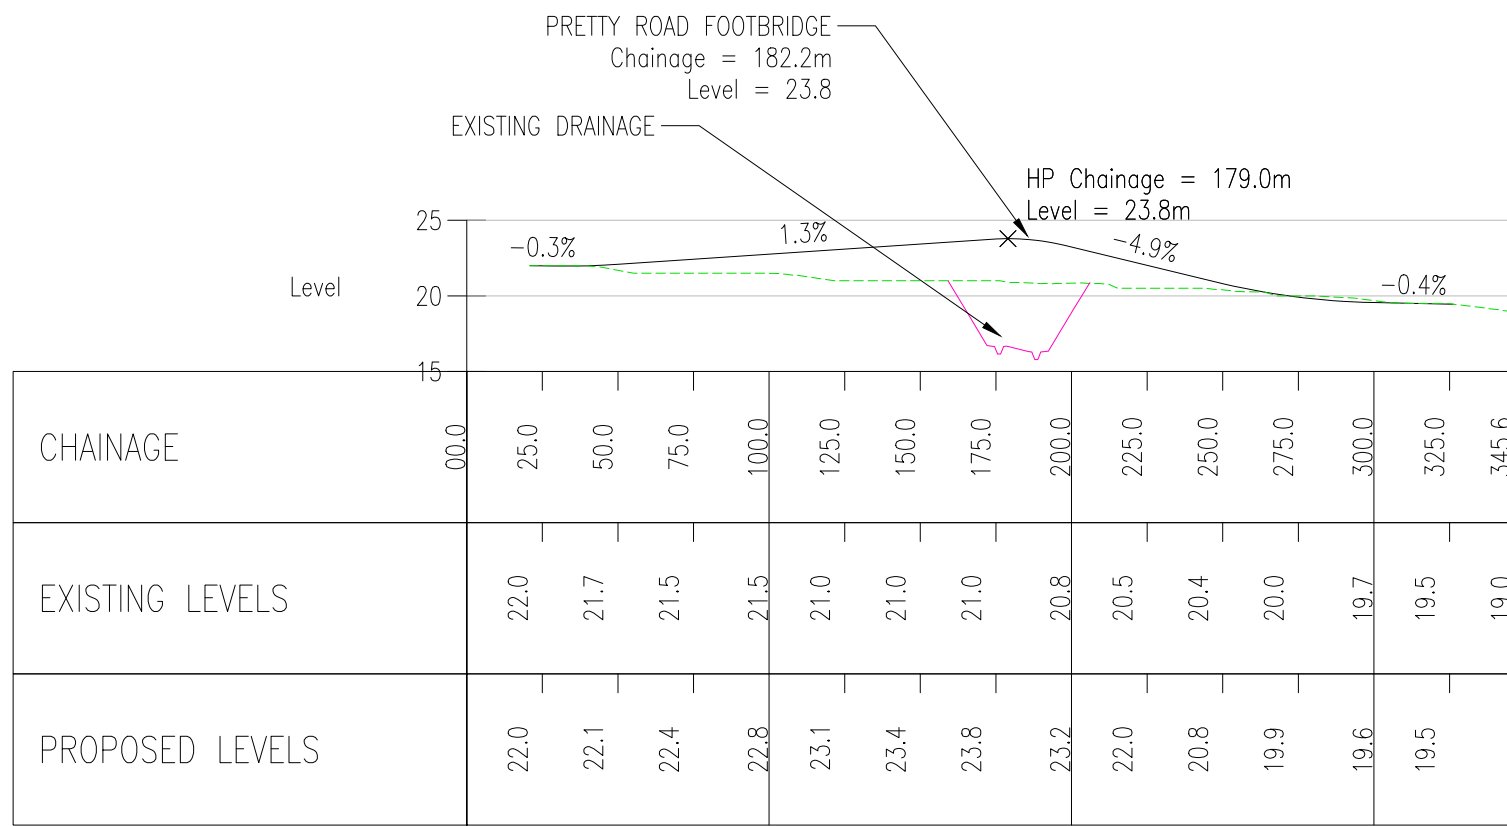 PRETTY ROAD FOOTBRIDGE
Chainage = 182.2m
Level = 23.8
EXISTING DRAINAGE
HP Chainage = 179.0m
Level = 23.8m
25
-0.3%
1.3%
-4.9%
Level
20
-0.4%
15
CHAINAGE 00.0 25.0 50.0 75.0 100.0 125.0 150.0 175.0 200.0 225.0 250.0 275.0 300.0 325.0 345.6
EXISTING LEVELS 22.0 21.7 21.5 21.5 21.0 21.0 21.0 20.8 20.5 20.4 20.0 19.7 19.5 19.0
PROPOSED LEVELS 22.0 22.1 22.4 22.8 23.1 23.4 23.8 23.2 22.0 20.8 19.9 19.6 19.5